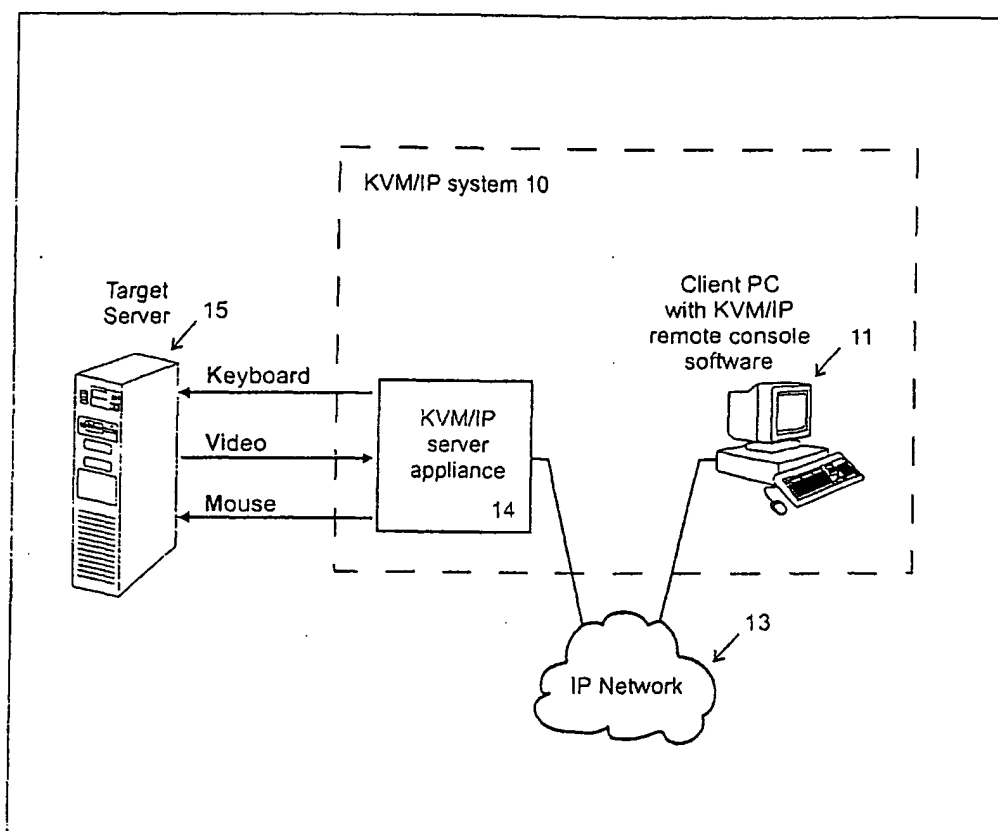 KVM/IP system 10
Target
Server
15
Client PC
with KVM/IP
remote console
software
11
Keyboard
Video
Mouse
KVM/IP
server
appliance
14
13
IP Network